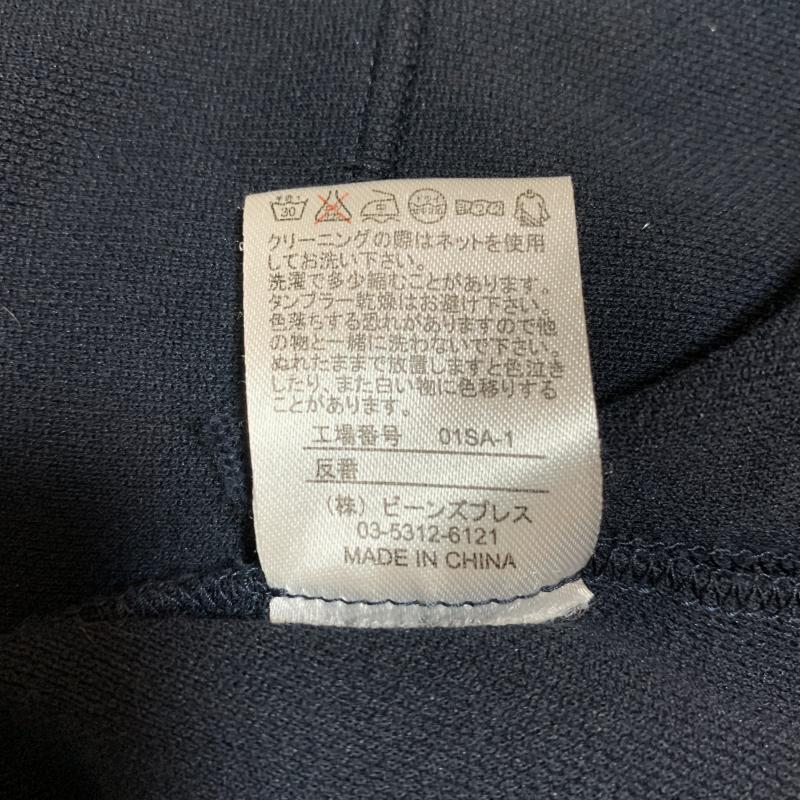 30
クリーニングの際はネットを使用
してお洗い下さい。
洗濯で多少縮むことがあります。
タンブラー乾燥はお避け下さい。
色落ちする恐れがありますので他
の物と一緒に洗わないで下さい。
ぬれたままで放置しますと色泣き
したり、また白い物に色移りする
ことがあります。
工場番号 01SA-1
反番
（株）ビーンズプレス
03-5312-6121
MADE IN CHINA